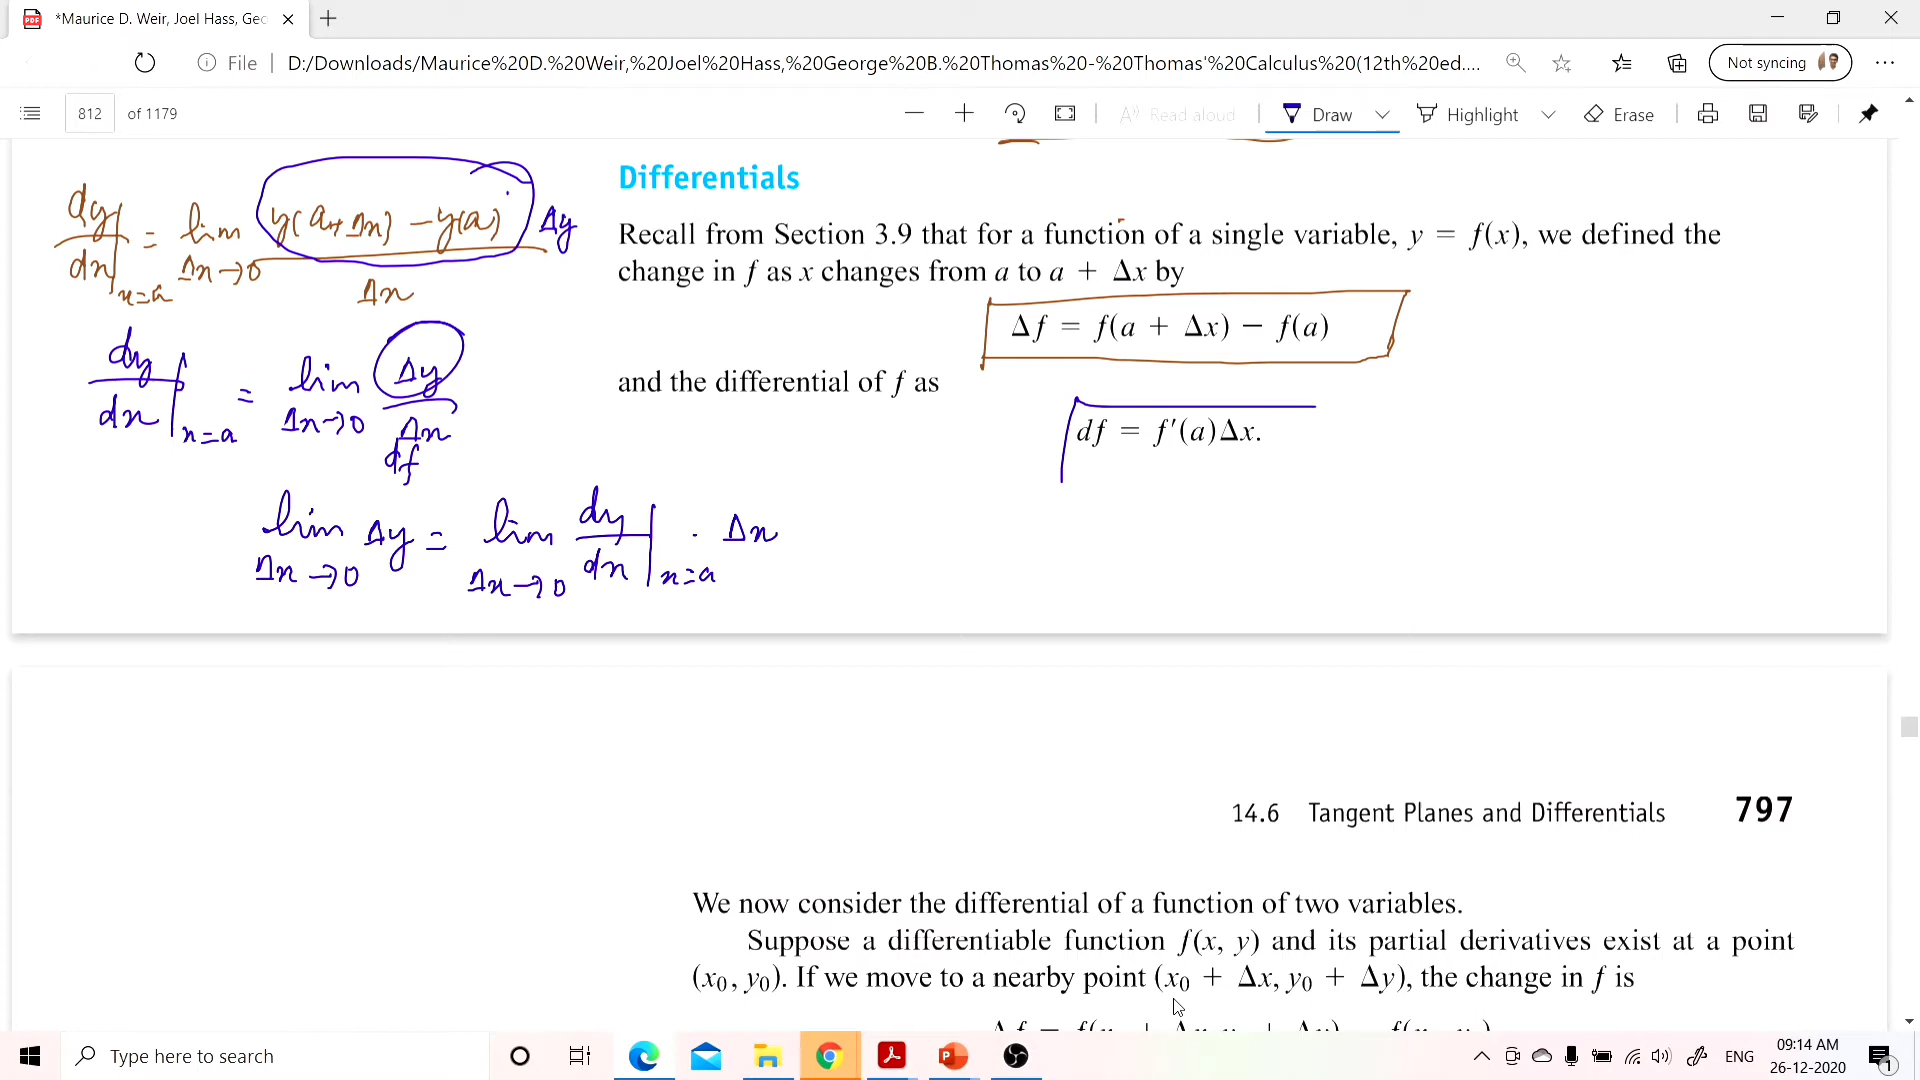 *Maurice D. Weir, Joel Hass, Geo
File
D:/Downloads/Maurice%20D.%20Weir,%20Joel%20Hass,%20George%20B.%20Thomas%20-%20Thomas'%20Calculus%20(12th%20ed....
Not syncing
812 of 1179
Read aloud
Draw
Highlight
Erase
dy/dx|x=a = lim Δx→0 y(a+Δx) - y(a) / Δx Δy
dy/dx|x=a = lim Δx→0 Δy/Δx
df
lim Δx→0 Δy = lim Δx→0 dy/dx|x=a · Δx
Differentials
Recall from Section 3.9 that for a function of a single variable, y = f(x), we defined the
change in f as x changes from a to a + Δx by
Δf = f(a + Δx) − f(a)
and the differential of f as
df = f′(a)Δx.
14.6 Tangent Planes and Differentials 797
We now consider the differential of a function of two variables.
Suppose a differentiable function f(x, y) and its partial derivatives exist at a point
(x₀, y₀). If we move to a nearby point (x₀ + Δx, y₀ + Δy), the change in f is
Type here to search
ENG
09:14 AM
26-12-2020
1